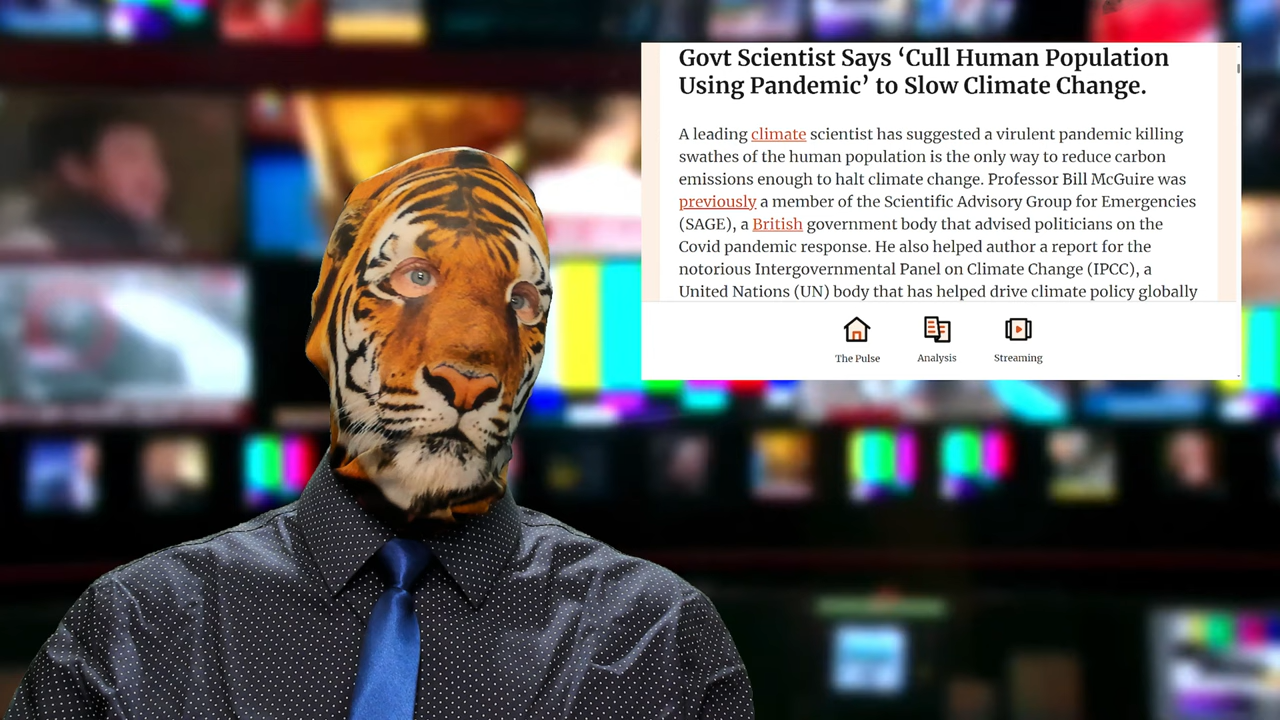 Govt Scientist Says ‘Cull Human Population
Using Pandemic’ to Slow Climate Change.
A leading climate scientist has suggested a virulent pandemic killing
swathes of the human population is the only way to reduce carbon
emissions enough to halt climate change. Professor Bill McGuire was
previously a member of the Scientific Advisory Group for Emergencies
(SAGE), a British government body that advised politicians on the
Covid pandemic response. He also helped author a report for the
notorious Intergovernmental Panel on Climate Change (IPCC), a
United Nations (UN) body that has helped drive climate policy globally
The Pulse
Analysis
Streaming